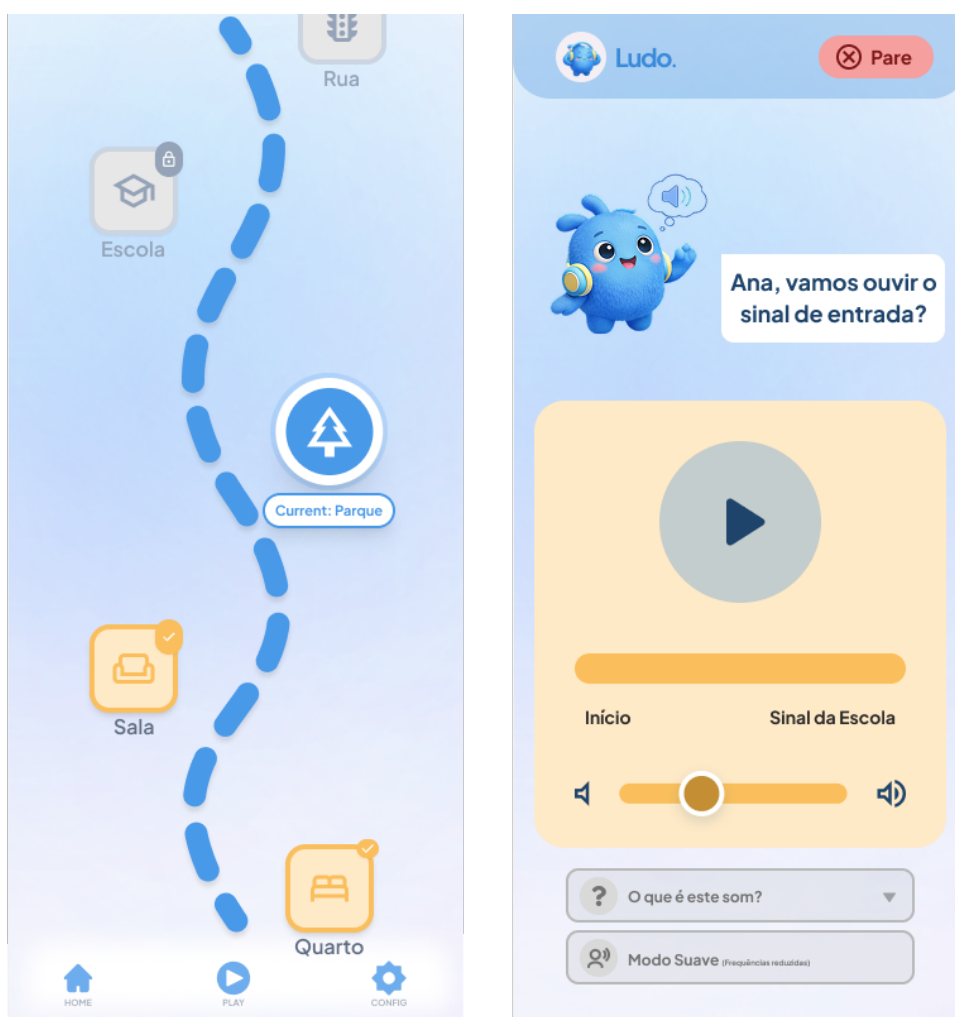 Rua
Escola
Current: Parque
Sala
Quarto
HOME
PLAY
CONFIG
Ludo.
Pare
Ana, vamos ouvir o
sinal de entrada?
Início
Sinal da Escola
?
O que é este som?
Modo Suave (Frequências reduzidas)